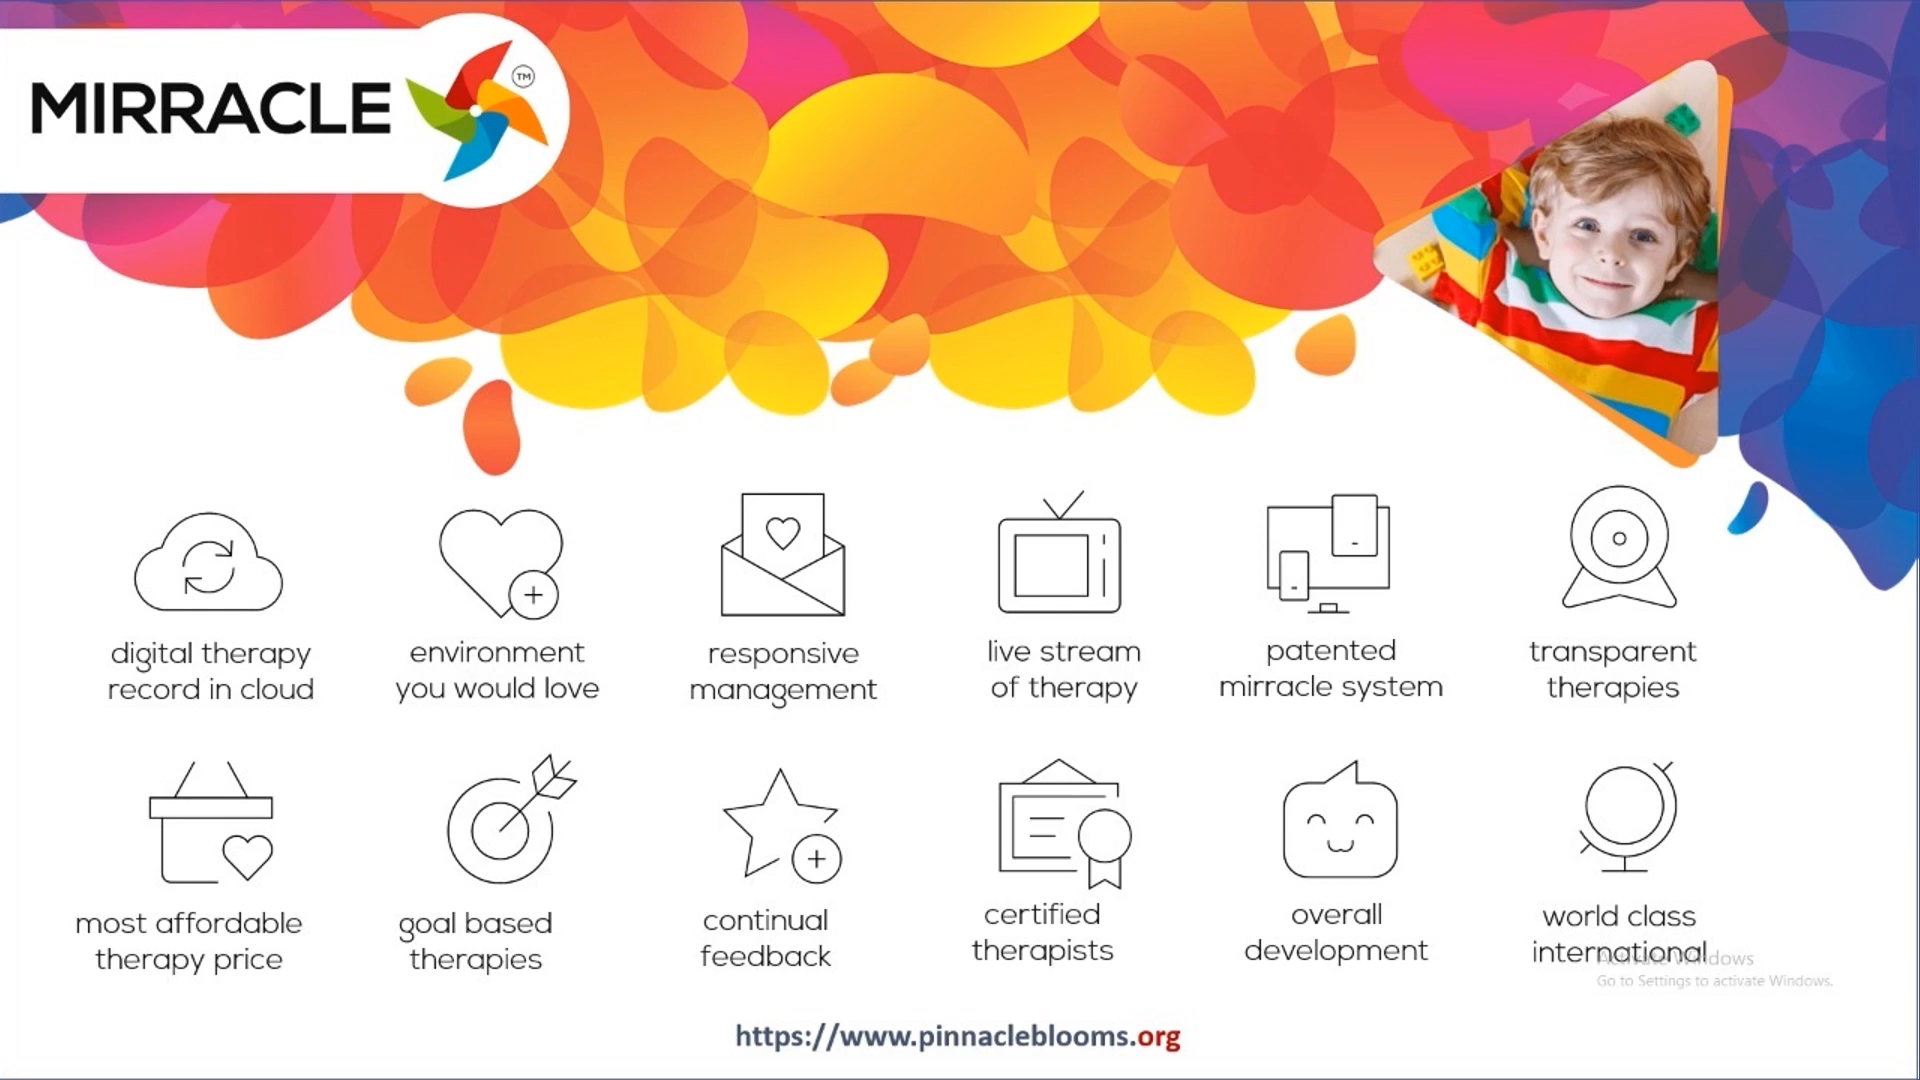 MIRRACLE
TM
digital therapy
record in cloud
environment
you would love
responsive
management
live stream
of therapy
patented
mirracle system
transparent
therapies
most affordable
therapy price
goal based
therapies
continual
feedback
certified
therapists
overall
development
world class
international
Activate Windows
Go to Settings to activate Windows.
https://www.pinnacleblooms.org